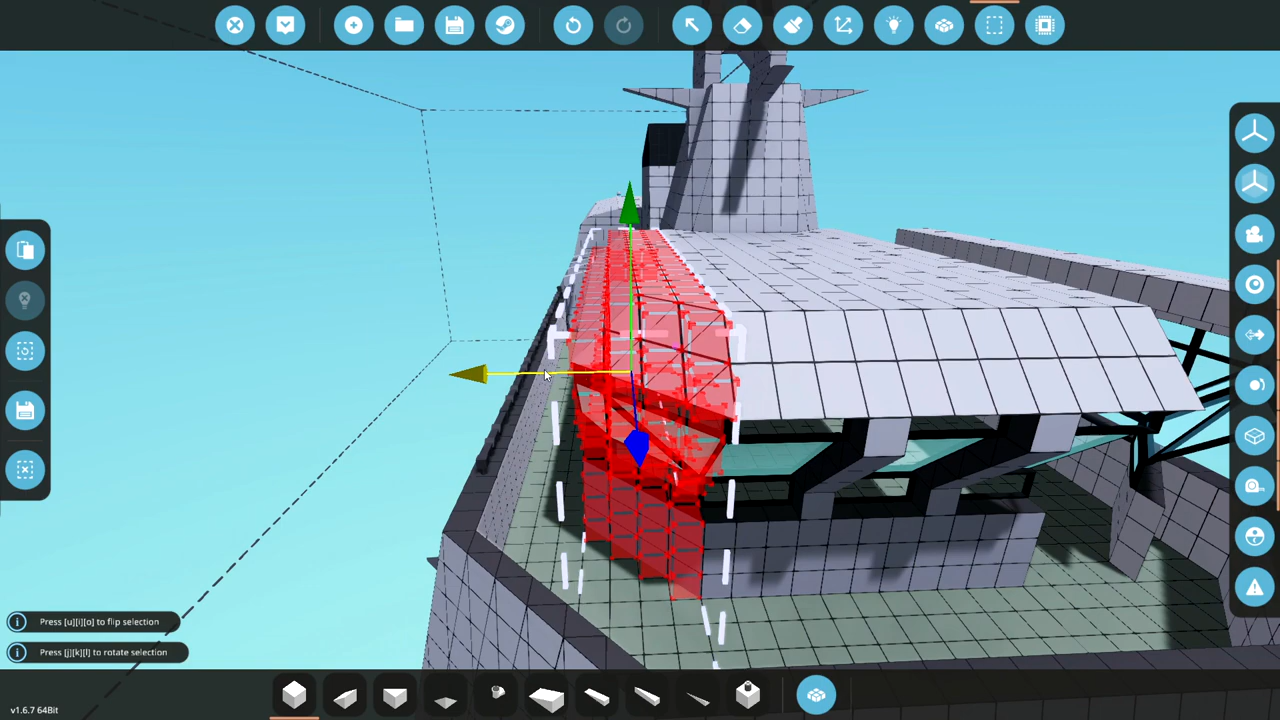 Press [u][i][o] to flip selection
Press [j][k][l] to rotate selection
v1.6.7 64Bit